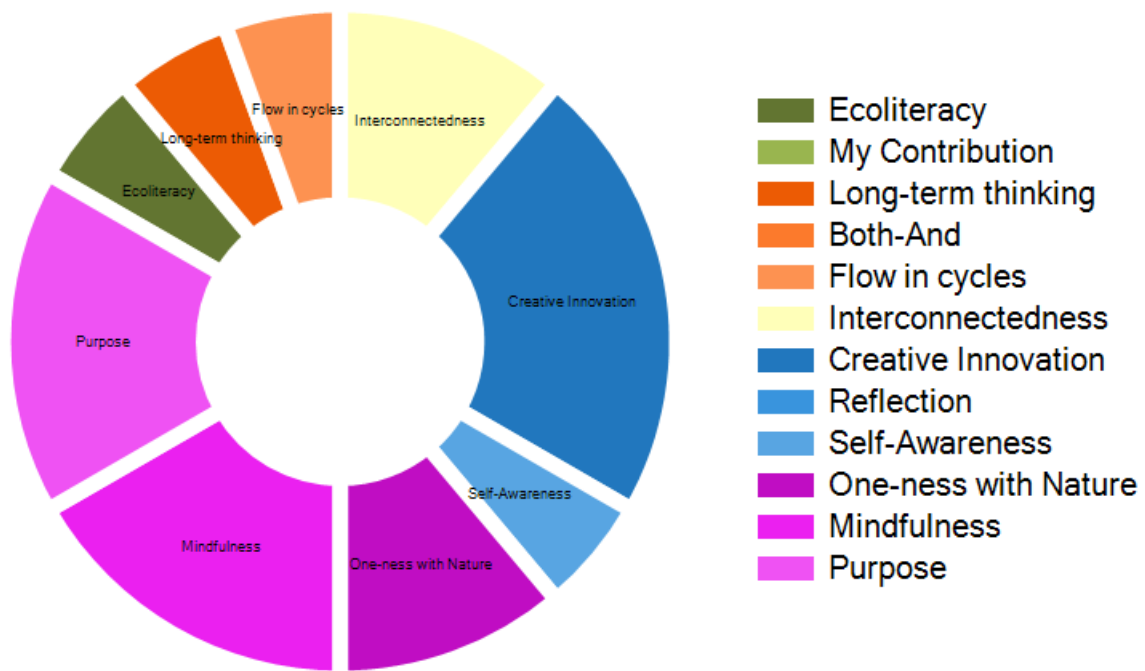 Flow in cycles
Long-term thinking
Interconnectedness
Ecoliteracy
Creative Innovation
Purpose
Self-Awareness
Mindfulness
One-ness with Nature
Ecoliteracy
My Contribution
Long-term thinking
Both-And
Flow in cycles
Interconnectedness
Creative Innovation
Reflection
Self-Awareness
One-ness with Nature
Mindfulness
Purpose